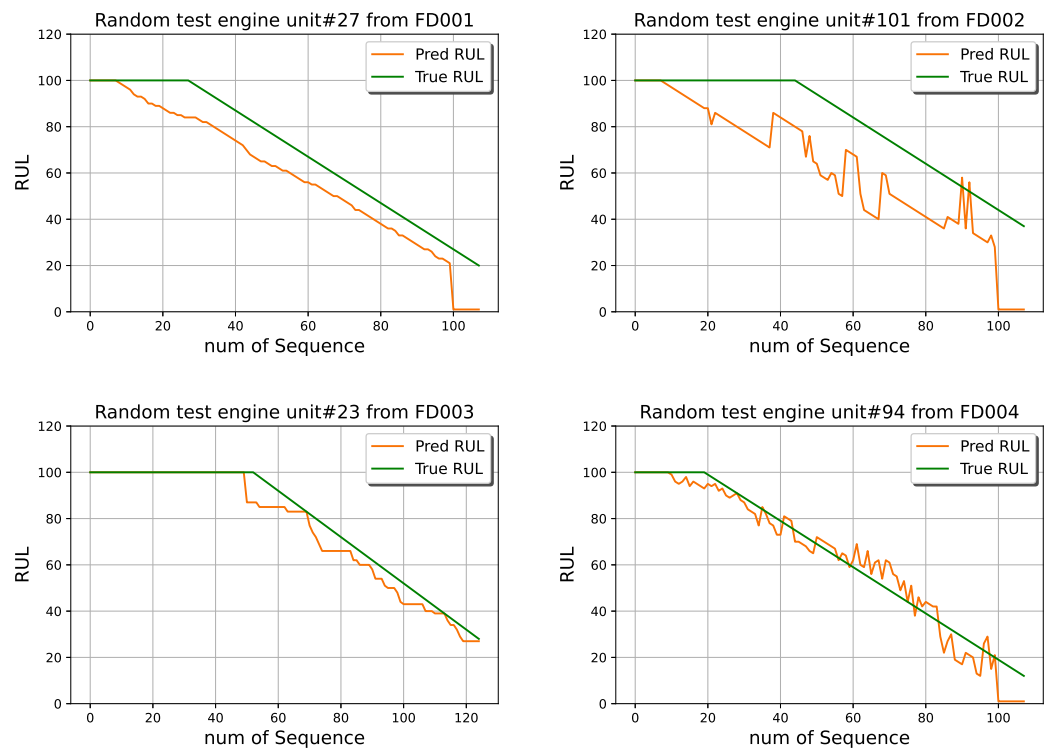 Random test engine unit#27 from FD001
120
100
80
60
40
20
0
RUL
Pred RUL
True RUL
0 20 40 60 80 100
num of Sequence
Random test engine unit#101 from FD002
120
100
80
60
40
20
0
RUL
Pred RUL
True RUL
0 20 40 60 80 100
num of Sequence
Random test engine unit#23 from FD003
120
100
80
60
40
20
0
RUL
Pred RUL
True RUL
0 20 40 60 80 100 120
num of Sequence
Random test engine unit#94 from FD004
120
100
80
60
40
20
0
RUL
Pred RUL
True RUL
0 20 40 60 80 100
num of Sequence